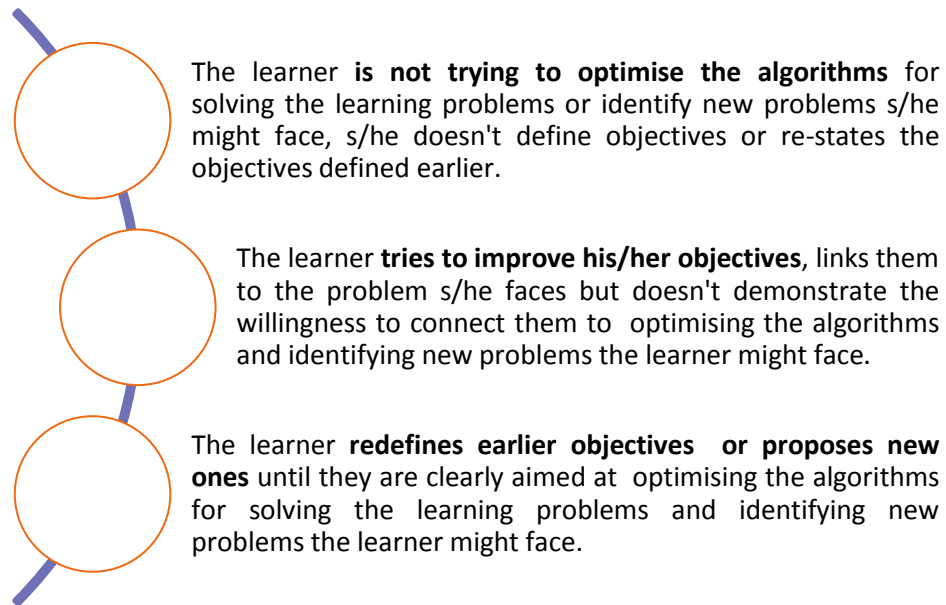 The learner is not trying to optimise the algorithms for
solving the learning problems or identify new problems s/he
might face, s/he doesn't define objectives or re-states the
objectives defined earlier.
The learner tries to improve his/her objectives, links them
to the problem s/he faces but doesn't demonstrate the
willingness to connect them to optimising the algorithms
and identifying new problems the learner might face.
The learner redefines earlier objectives or proposes new
ones until they are clearly aimed at optimising the algorithms
for solving the learning problems and identifying new
problems the learner might face.